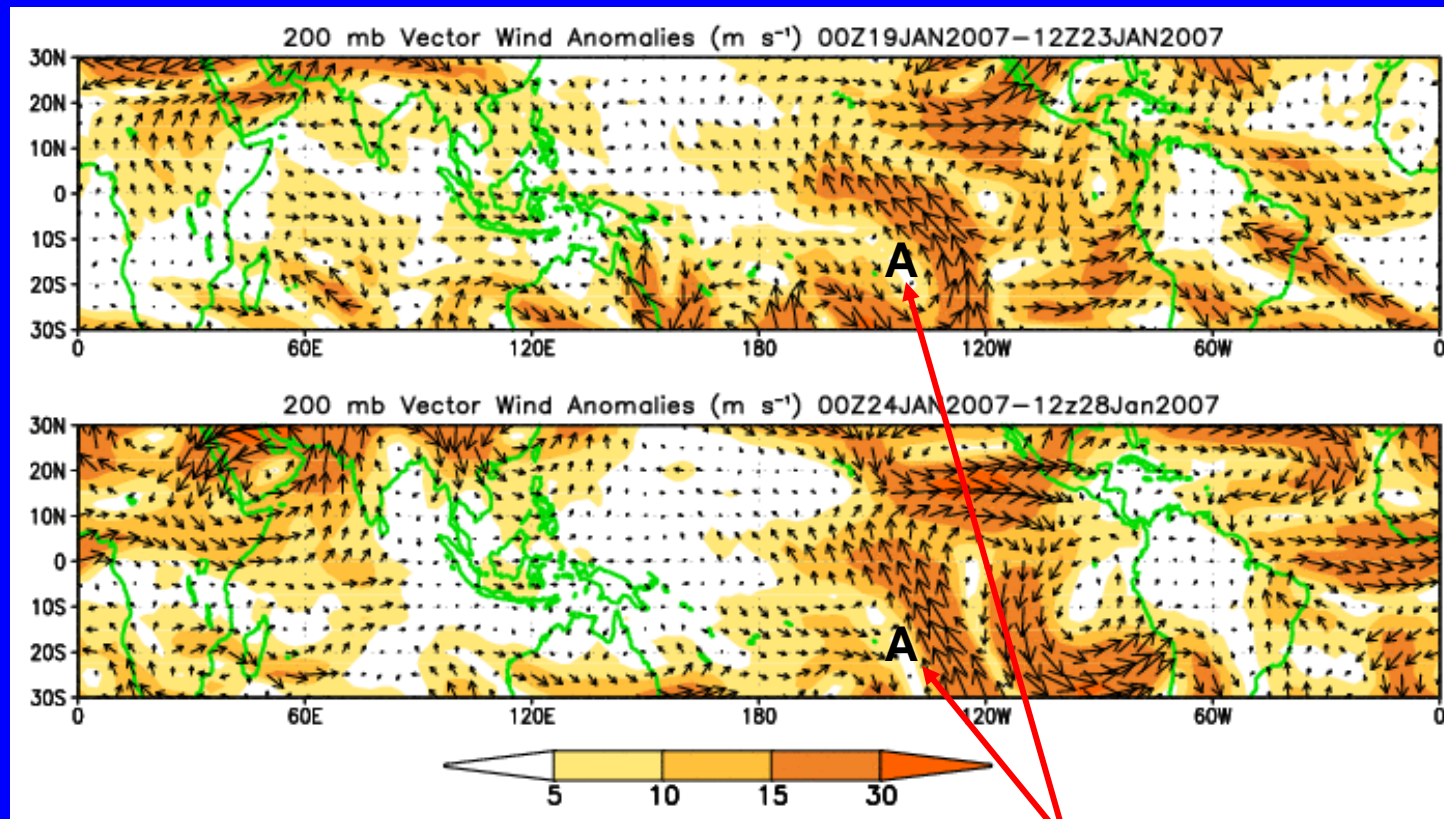 200 mb Vector Wind Anomalies (m s⁻¹) 00Z19JAN2007-12Z23JAN2007
30N
20N
10N
0
10S
20S
30S
A
0 60E 120E 180 120W 60W 0
200 mb Vector Wind Anomalies (m s⁻¹) 00Z24JAN2007-12z28Jan2007
30N
20N
10N
0
10S
20S
30S
A
0 60E 120E 180 120W 60W 0
5 10 15 30